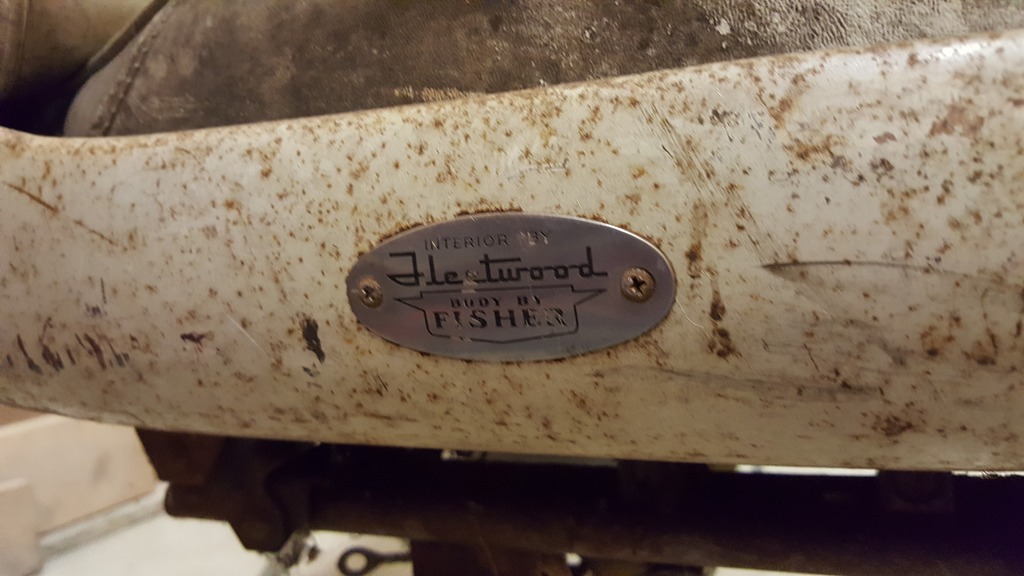 INTERIOR BY
Fleetwood
BODY BY
FISHER